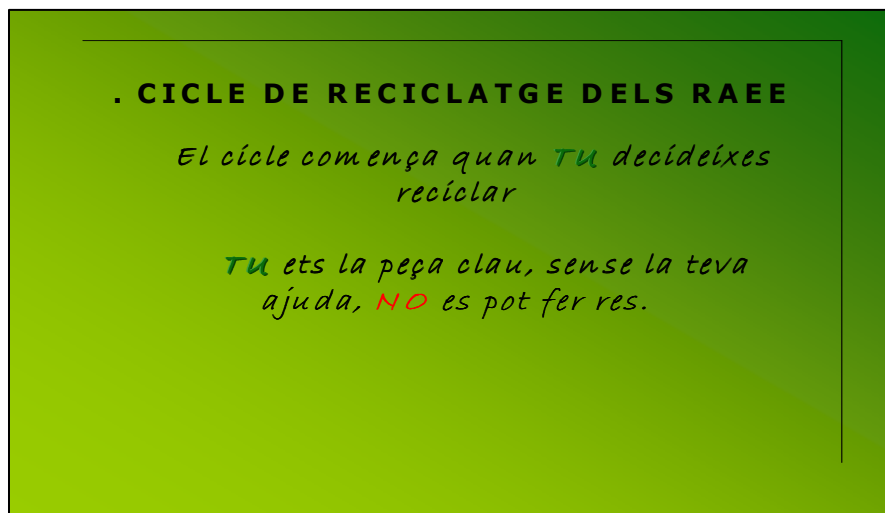 . CICLE DE RECICLATGE DELS RAEE
El cicle comença quan TU decideixes
reciclar
TU ets la peça clau, sense la teva
ajuda, NO es pot fer res.